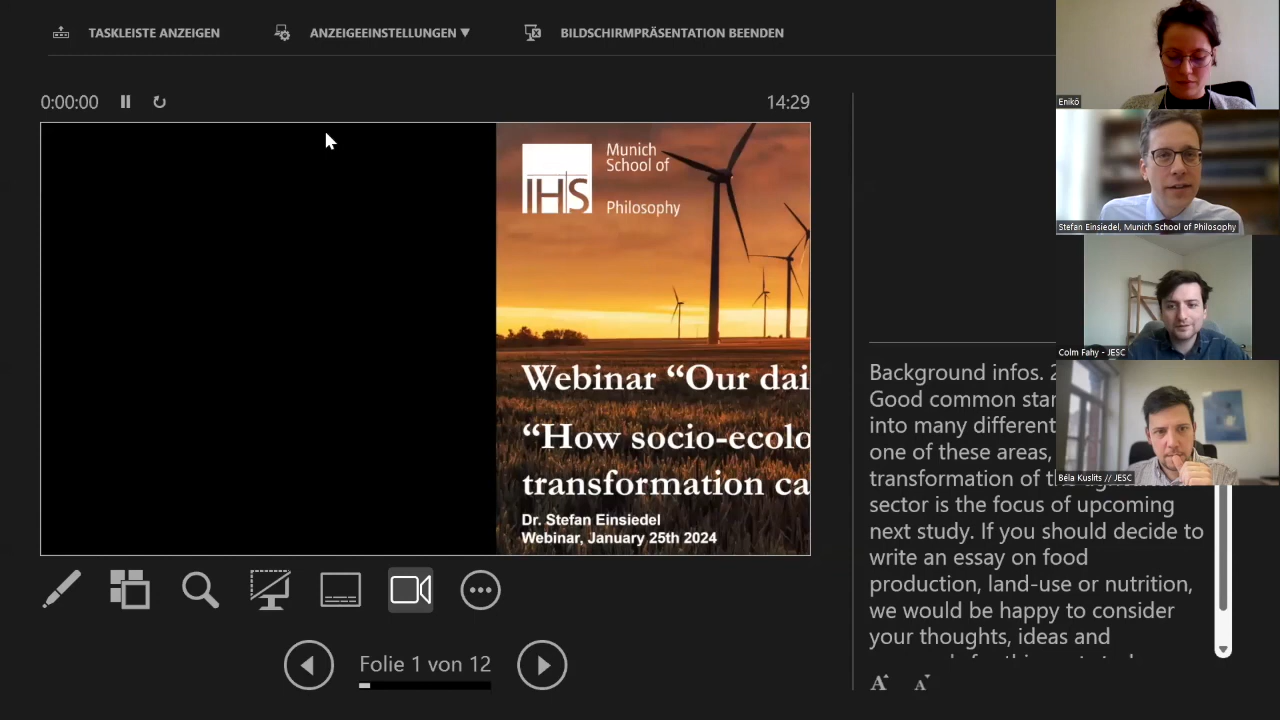 TASKLEISTE ANZEIGEN
ANZEIGEEINSTELLUNGEN ▼
BILDSCHIRMPRÄSENTATION BEENDEN
0:00:00
14:29
Munich
School of
IHS
Philosophy
Webinar “Our dai
“How socio-ecolo
transformation ca
Dr. Stefan Einsiedel
Webinar, January 25th 2024
Folie 1 von 12
Background infos. 2
Good common star
into many different
one of these areas,
transformation of
sector is the focus of upcoming
next study. If you should decide to
write an essay on food
production, land-use or nutrition,
we would be happy to consider
your thoughts, ideas and
Enikö
Stefan Einsiedel, Munich School of Philosophy
Colm Fahy - JESC
Béla Kuslits // JESC